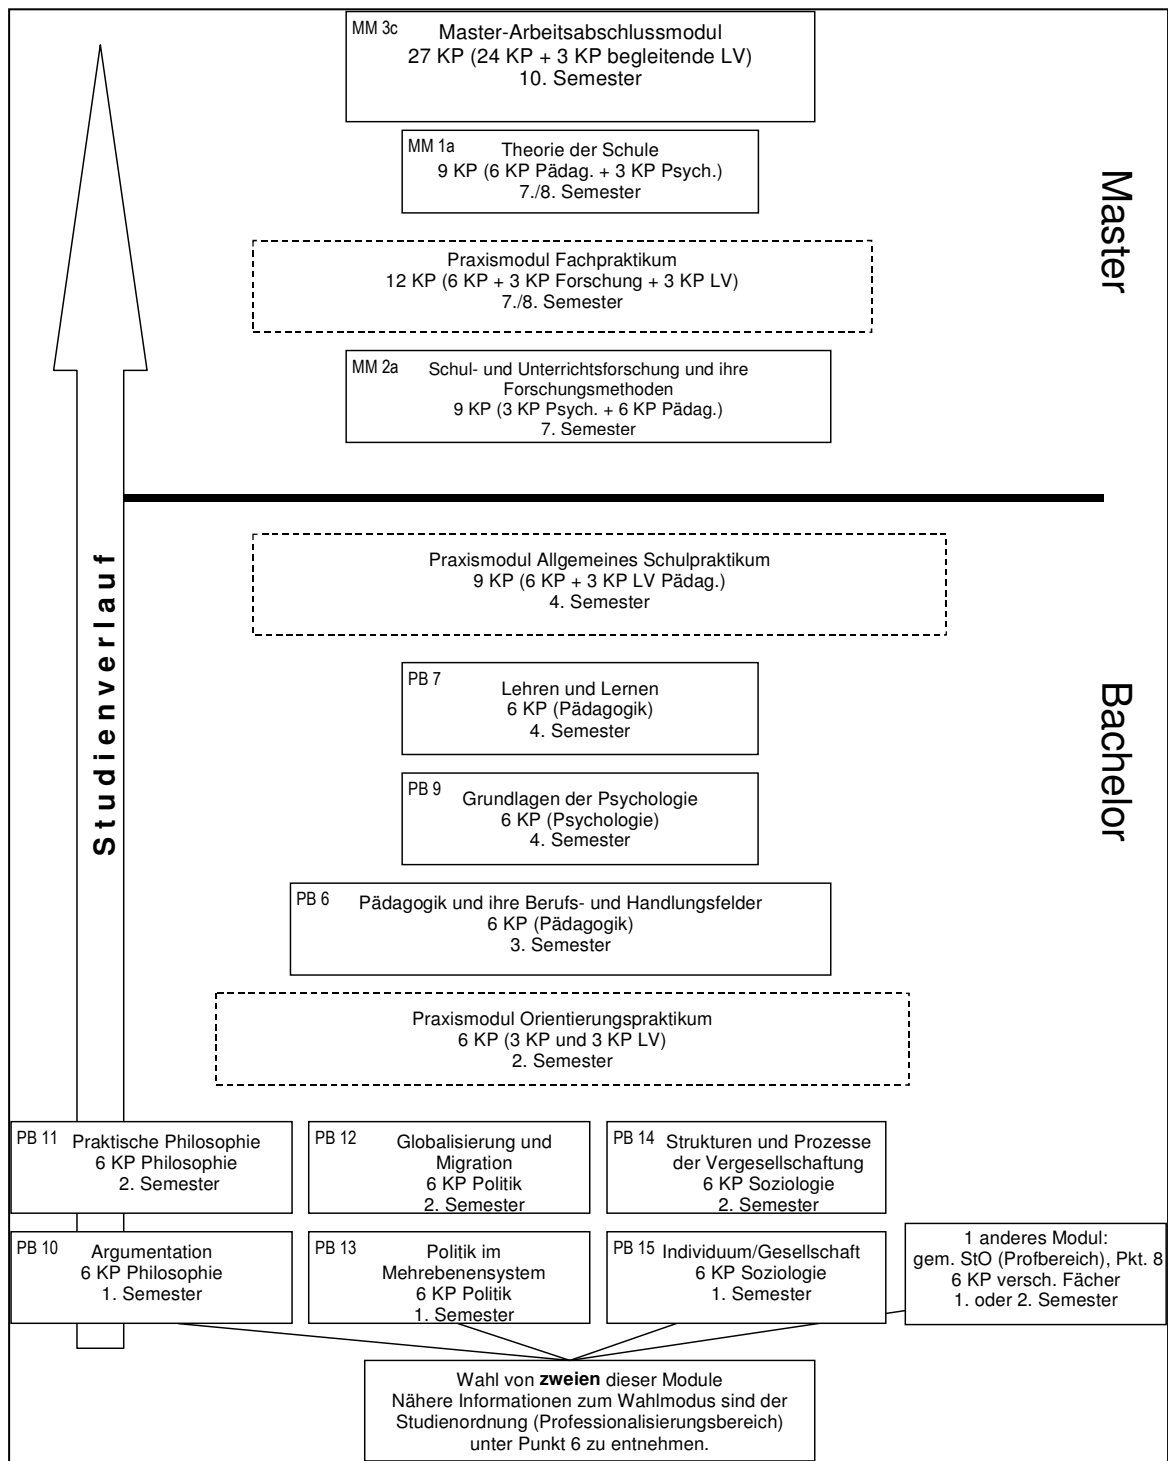 MM 3c
Master-Arbeitsabschlussmodul
27 KP (24 KP + 3 KP begleitende LV)
10. Semester
MM 1a
Theorie der Schule
9 KP (6 KP Pädag. + 3 KP Psych.)
7./8. Semester
Master
Praxismodul Fachpraktikum
12 KP (6 KP + 3 KP Forschung + 3 KP LV)
7./8. Semester
MM 2a
Schul- und Unterrichtsforschung und ihre
Forschungsmethoden
9 KP (3 KP Psych. + 6 KP Pädag.)
7. Semester
Studienverlauf
Praxismodul Allgemeines Schulpraktikum
9 KP (6 KP + 3 KP LV Pädag.)
4. Semester
Bachelor
PB 7
Lehren und Lernen
6 KP (Pädagogik)
4. Semester
PB 9
Grundlagen der Psychologie
6 KP (Psychologie)
4. Semester
PB 6
Pädagogik und ihre Berufs- und Handlungsfelder
6 KP (Pädagogik)
3. Semester
Praxismodul Orientierungspraktikum
6 KP (3 KP und 3 KP LV)
2. Semester
PB 11
Praktische Philosophie
6 KP Philosophie
2. Semester
PB 12
Globalisierung und
Migration
6 KP Politik
2. Semester
PB 14
Strukturen und Prozesse
der Vergesellschaftung
6 KP Soziologie
2. Semester
PB 10
Argumentation
6 KP Philosophie
1. Semester
PB 13
Politik im
Mehrebenensystem
6 KP Politik
1. Semester
PB 15
Individuum/Gesellschaft
6 KP Soziologie
1. Semester
1 anderes Modul:
gem. StO (Profbereich), Pkt. 8
6 KP versch. Fächer
1. oder 2. Semester
Wahl von zweien dieser Module
Nähere Informationen zum Wahlmodus sind der
Studienordnung (Professionalisierungsbereich)
unter Punkt 6 zu entnehmen.